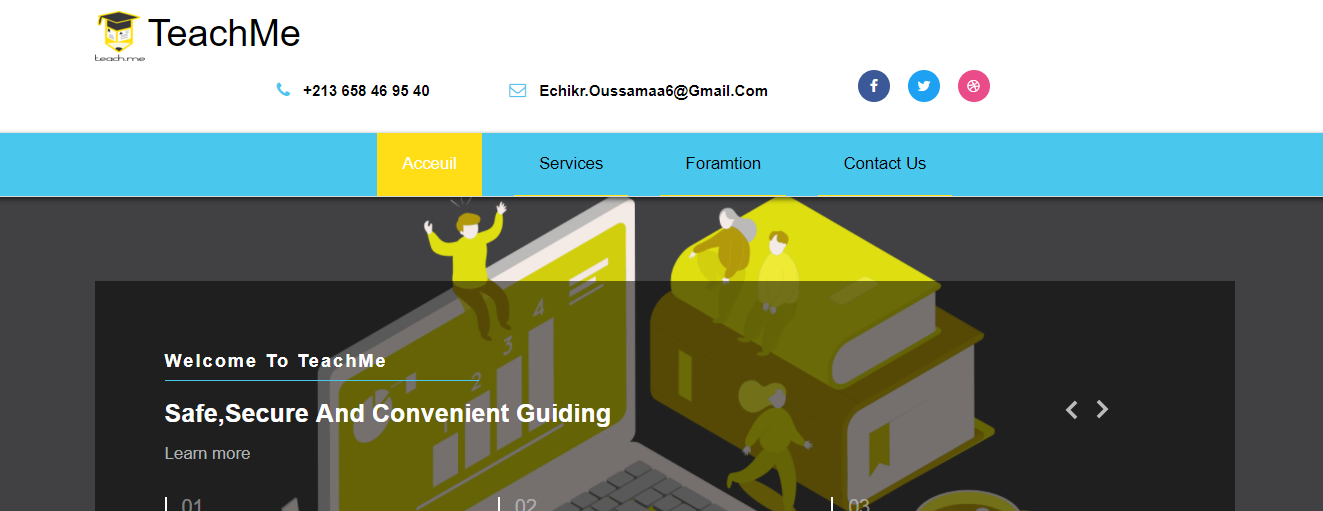 TeachMe
teach.me
+213 658 46 95 40
Echikr.Oussamaa6@Gmail.Com
Acceuil
Services
Foramtion
Contact Us
4
3
2
1
Welcome To TeachMe
Safe,Secure And Convenient Guiding
Learn more
01
02
03